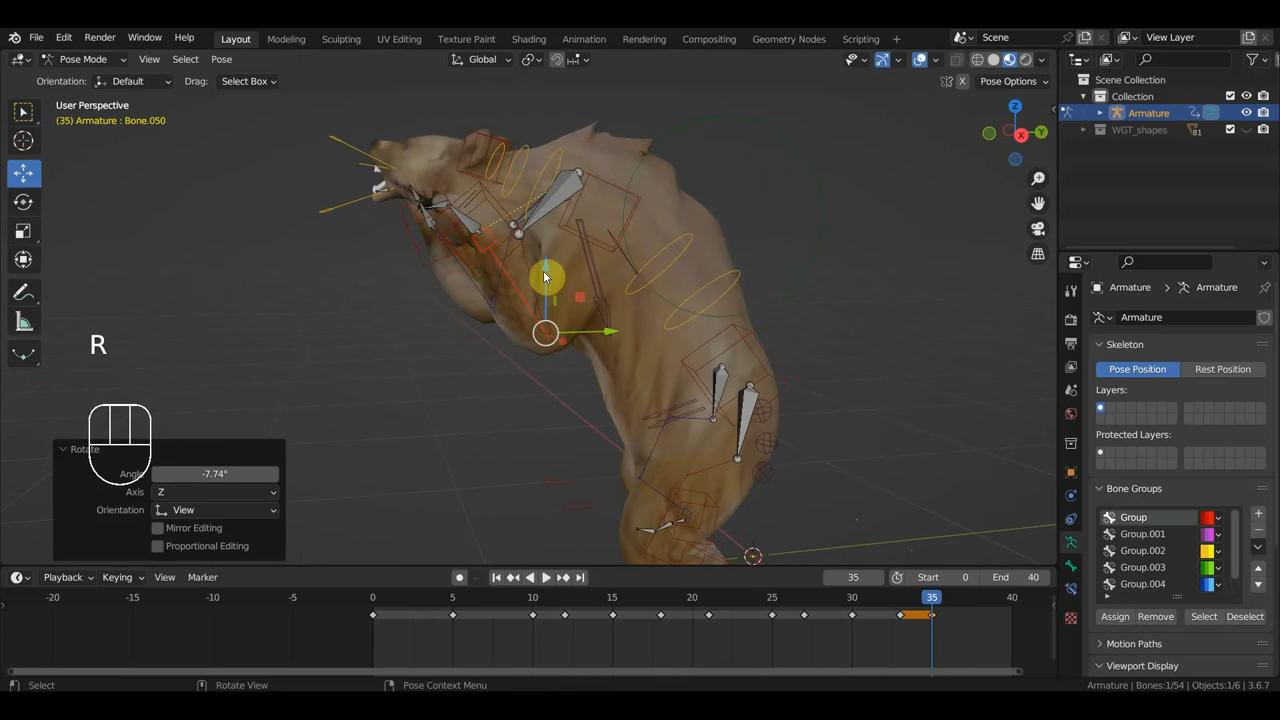 File Edit Render Window Help Layout Modeling Sculpting UV Editing Texture Paint Shading Animation Rendering Compositing Geometry Nodes Scripting + Scene View Layer
Pose Mode View Select Pose Global
Orientation: Default Drag: Select Box X Pose Options
User Perspective
(35) Armature : Bone.050
Z
X
Y
R
Rotate
Angle -7.74°
Axis Z
Orientation View
Mirror Editing
Proportional Editing
Scene Collection
Collection
Armature
WGT_shapes 81
Armature Armature
Armature
Skeleton
Pose Position Rest Position
Layers:
Protected Layers:
Bone Groups
Group
Group.001
Group.002
Group.003
Group.004
Assign Remove Select Deselect
Motion Paths
Viewport Display
Playback Keying View Marker 35 Start 0 End 40
-20 -15 -10 -5 0 5 10 15 20 25 30 35 40
Select Rotate View Pose Context Menu Armature | Bones:1/54 | Objects:1/6 | 3.6.7